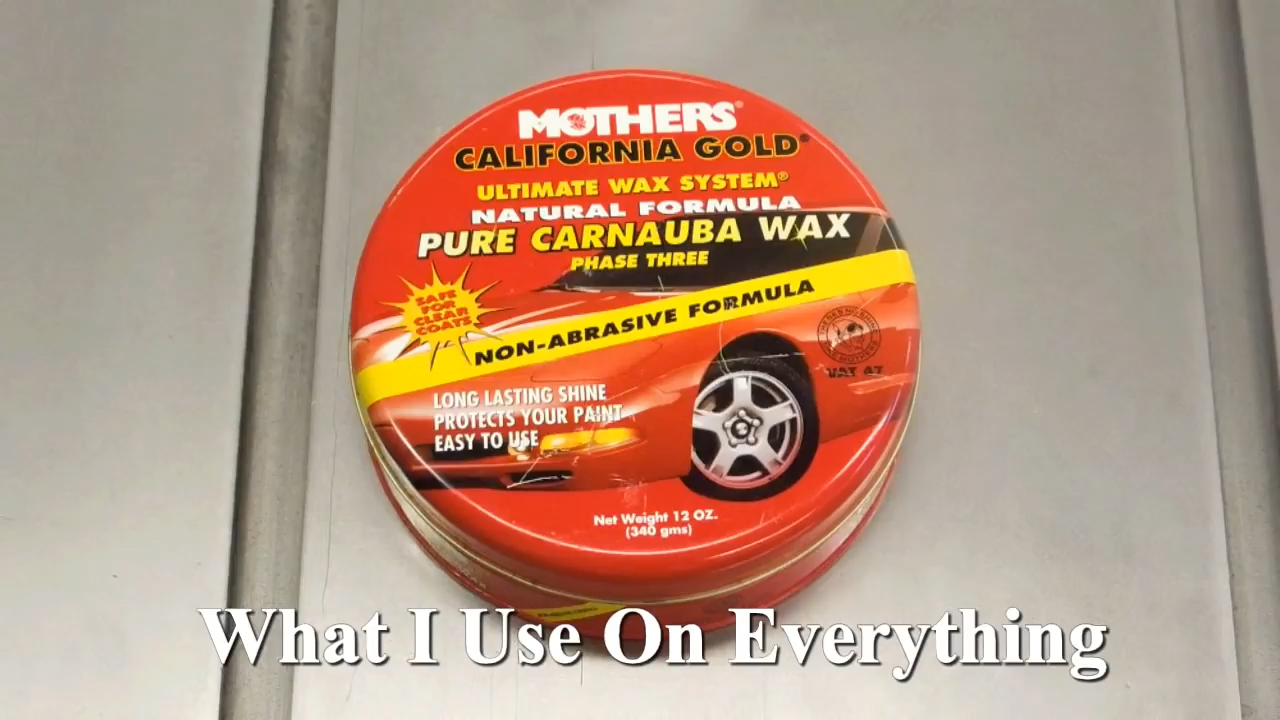 MOTHERS®
CALIFORNIA GOLD®
ULTIMATE WAX SYSTEM®
NATURAL FORMULA
PURE CARNAUBA WAX
PHASE THREE
SAFE
FOR
CLEAR
COATS
NON-ABRASIVE FORMULA
VAT 47
LONG LASTING SHINE
PROTECTS YOUR PAINT
EASY TO USE
Net Weight 12 OZ.
(340 gms)
What I Use On Everything